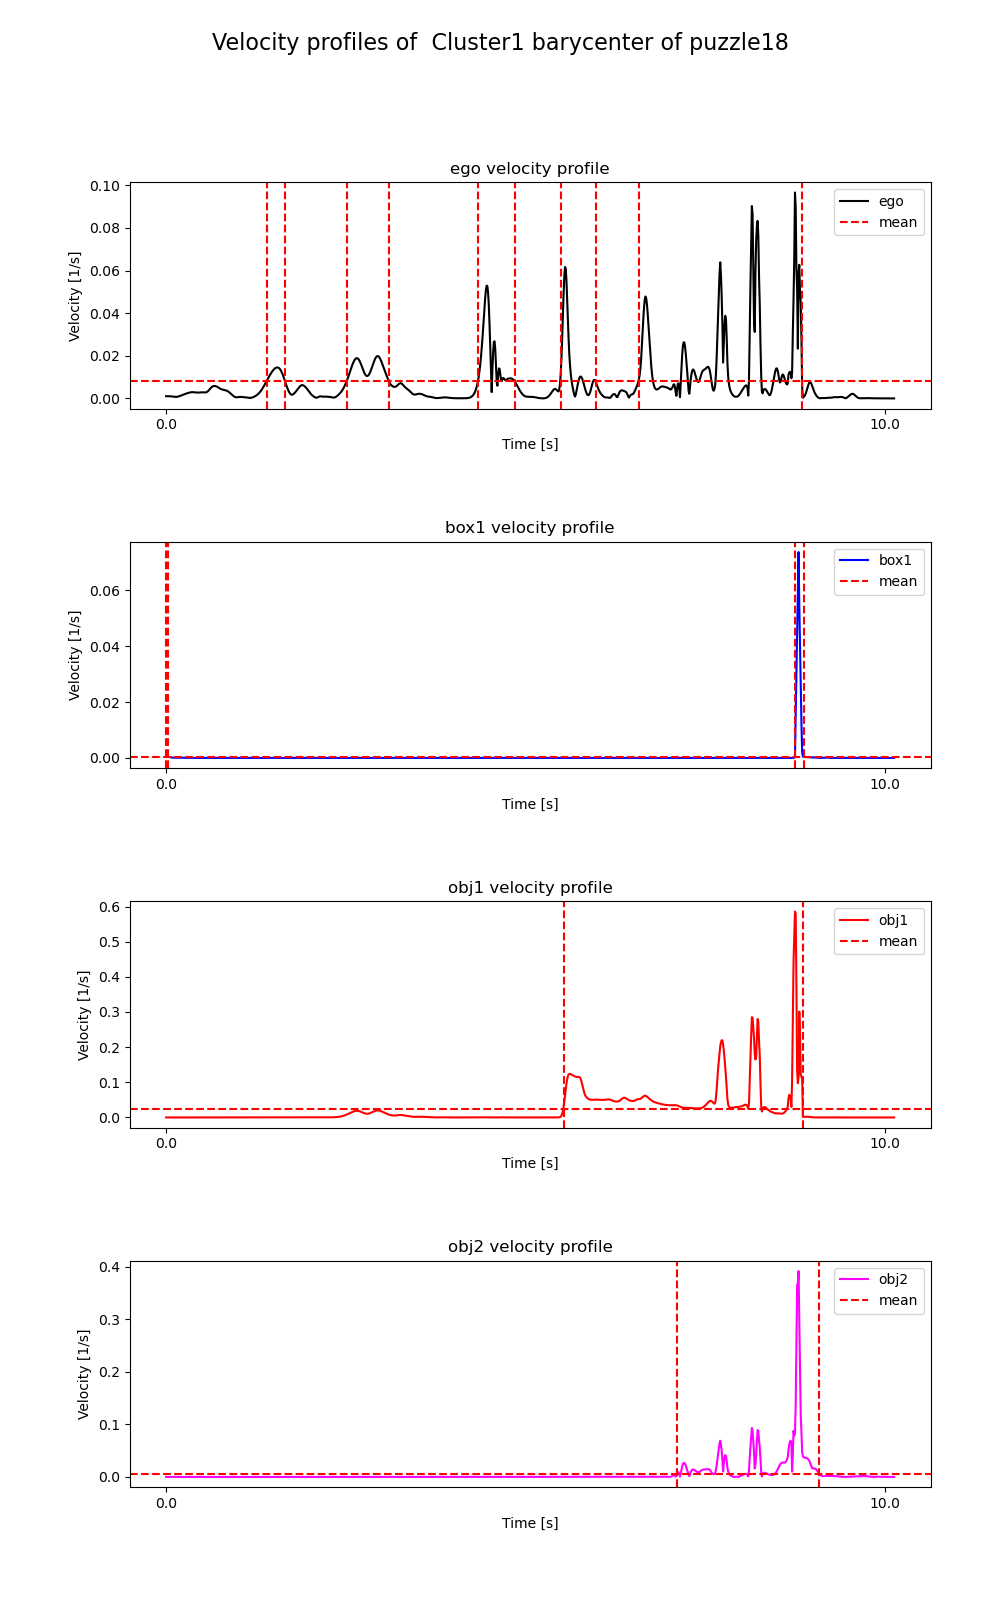 Velocity profiles of  Cluster1 barycenter of puzzle18
ego velocity profile
Velocity [1/s]
0.10
0.08
0.06
0.04
0.02
0.00
ego
mean
0.0
10.0
Time [s]
box1 velocity profile
Velocity [1/s]
0.06
0.04
0.02
0.00
box1
mean
0.0
10.0
Time [s]
obj1 velocity profile
Velocity [1/s]
0.6
0.5
0.4
0.3
0.2
0.1
0.0
obj1
mean
0.0
10.0
Time [s]
obj2 velocity profile
Velocity [1/s]
0.4
0.3
0.2
0.1
0.0
obj2
mean
0.0
10.0
Time [s]